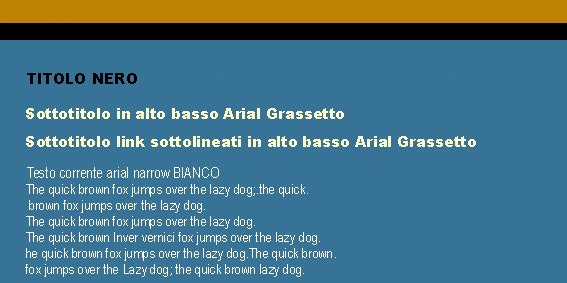 TITOLO NERO
Sottotitolo in alto basso Arial Grassetto
Sottotitolo link sottolineati in alto basso Arial Grassetto
Testo corrente arial narrow BIANCO
The quick brown fox jumps over the lazy dog;.the quick.
brown fox jumps over the lazy dog.
The quick brown fox jumps over the lazy dog.
The quick brown Inver vernici fox jumps over the lazy dog.
he quick brown fox jumps over the lazy dog.The quick brown.
fox jumps over the Lazy dog; the quick brown lazy dog.